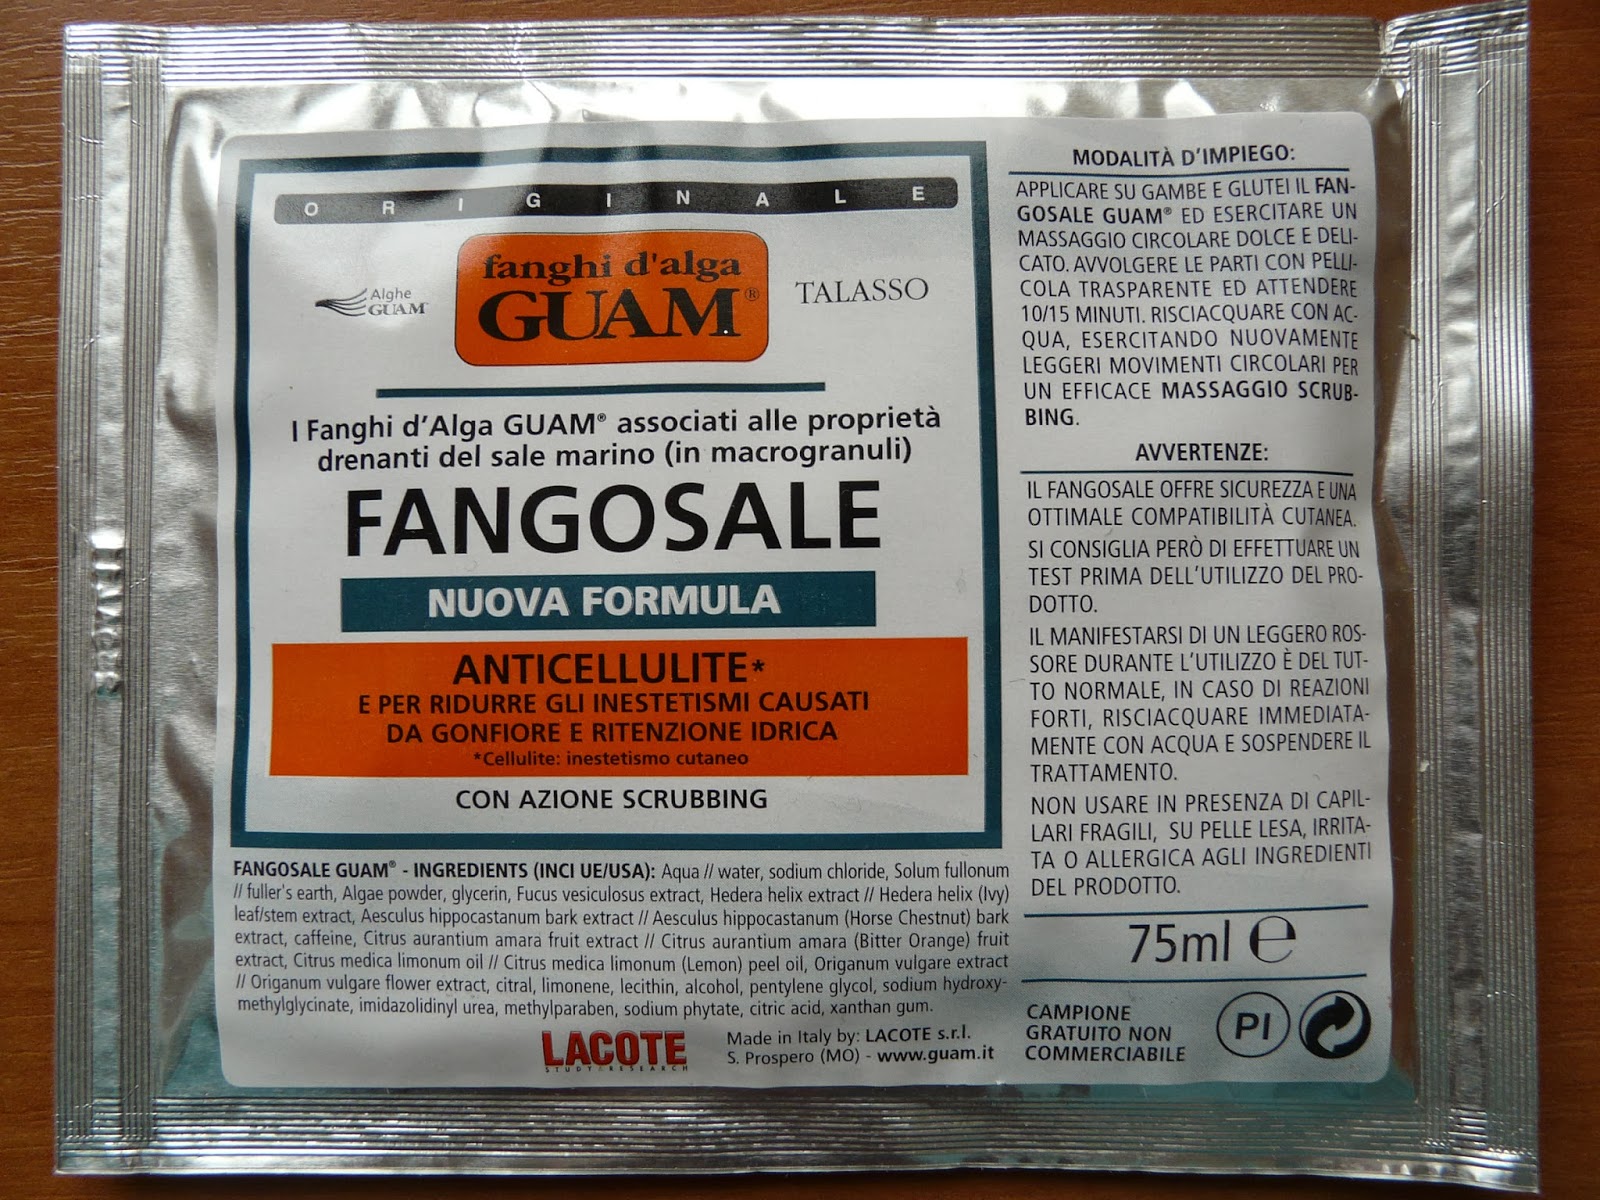 ORIGINALE
Alghe
GUAM
fanghi d'alga
GUAM®
TALASSO
I Fanghi d'Alga GUAM® associati alle proprietà
drenanti del sale marino (in macrogranuli)
FANGOSALE
NUOVA FORMULA
ANTICELLULITE*
E PER RIDURRE GLI INESTETISMI CAUSATI
DA GONFIORE E RITENZIONE IDRICA
*Cellulite: inestetismo cutaneo
CON AZIONE SCRUBBING
FANGOSALE GUAM® - INGREDIENTS (INCI UE/USA): Aqua // water, sodium chloride, Solum fullonum
// fuller's earth, Algae powder, glycerin, Fucus vesiculosus extract, Hedera helix extract // Hedera helix (Ivy)
leaf/stem extract, Aesculus hippocastanum bark extract // Aesculus hippocastanum (Horse Chestnut) bark
extract, caffeine, Citrus aurantium amara fruit extract // Citrus aurantium amara (Bitter Orange) fruit
extract, Citrus medica limonum oil // Citrus medica limonum (Lemon) peel oil, Origanum vulgare extract
// Origanum vulgare flower extract, citral, limonene, lecithin, alcohol, pentylene glycol, sodium hydroxy-
methylglycinate, imidazolidinyl urea, methylparaben, sodium phytate, citric acid, xanthan gum.
LACOTE
STUDY & RESEARCH
Made in Italy by: LACOTE s.r.l.
S. Prospero (MO) - www.guam.it
MODALITÀ D'IMPIEGO:
APPLICARE SU GAMBE E GLUTEI IL FAN-
GOSALE GUAM® ED ESERCITARE UN
MASSAGGIO CIRCOLARE DOLCE E DELI-
CATO. AVVOLGERE LE PARTI CON PELLI-
COLA TRASPARENTE ED ATTENDERE
10/15 MINUTI. RISCIACQUARE CON AC-
QUA, ESERCITANDO NUOVAMENTE
LEGGERI MOVIMENTI CIRCOLARI PER
UN EFFICACE MASSAGGIO SCRUB-
BING.
AVVERTENZE:
IL FANGOSALE OFFRE SICUREZZA E UNA
OTTIMALE COMPATIBILITÀ CUTANEA.
SI CONSIGLIA PERÒ DI EFFETTUARE UN
TEST PRIMA DELL'UTILIZZO DEL PRO-
DOTTO.
IL MANIFESTARSI DI UN LEGGERO ROS-
SORE DURANTE L'UTILIZZO È DEL TUT-
TO NORMALE, IN CASO DI REAZIONI
FORTI, RISCIACQUARE IMMEDIATA-
MENTE CON ACQUA E SOSPENDERE IL
TRATTAMENTO.
NON USARE IN PRESENZA DI CAPIL-
LARI FRAGILI, SU PELLE LESA, IRRITA-
TA O ALLERGICA AGLI INGREDIENTI
DEL PRODOTTO.
75ml ℮
CAMPIONE
GRATUITO NON
COMMERCIABILE
PI